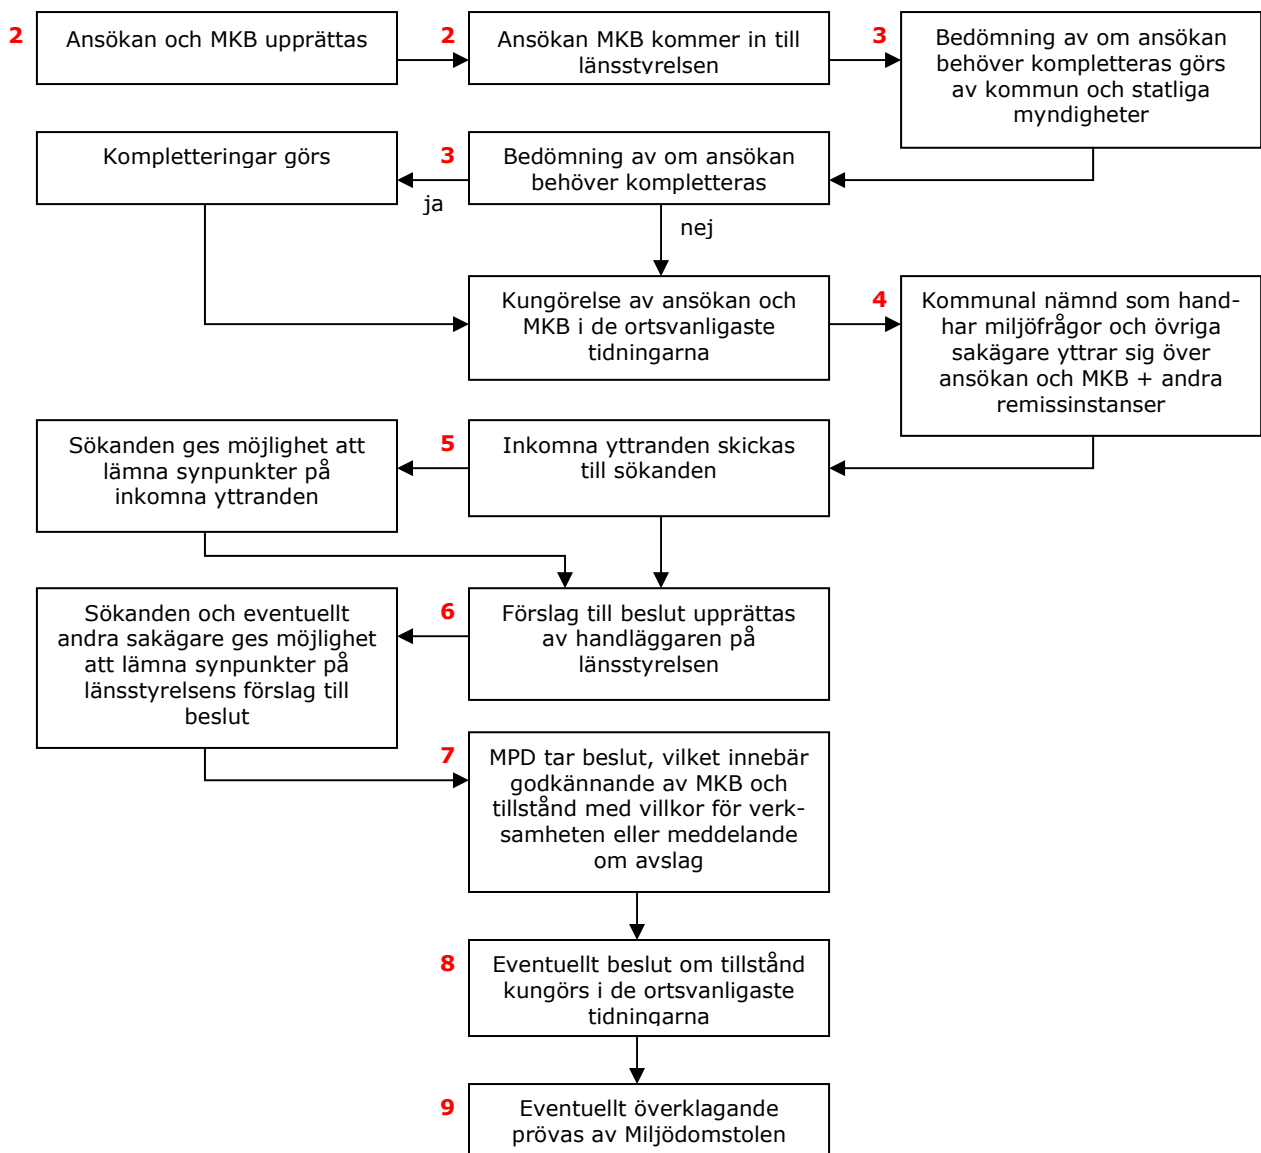 2
Ansökan och MKB upprättas
2
Ansökan MKB kommer in till
länsstyrelsen
3
Bedömning av om ansökan
behöver kompletteras görs
av kommun och statliga
myndigheter
Kompletteringar görs
3
Bedömning av om ansökan
behöver kompletteras
ja
nej
Kungörelse av ansökan och
MKB i de ortsvanligaste
tidningarna
4
Kommunal nämnd som hand-
har miljöfrågor och övriga
sakägare yttrar sig över
ansökan och MKB + andra
remissinstanser
Sökanden ges möjlighet att
lämna synpunkter på
inkomna yttranden
5
Inkomna yttranden skickas
till sökanden
Sökanden och eventuellt
andra sakägare ges möjlighet
att lämna synpunkter på
länsstyrelsens förslag till
beslut
6
Förslag till beslut upprättas
av handläggaren på
länsstyrelsen
7
MPD tar beslut, vilket innebär
godkännande av MKB och
tillstånd med villkor för verk-
samheten eller meddelande
om avslag
8
Eventuellt beslut om tillstånd
kungörs i de ortsvanligaste
tidningarna
9
Eventuellt överklagande
prövas av Miljödomstolen